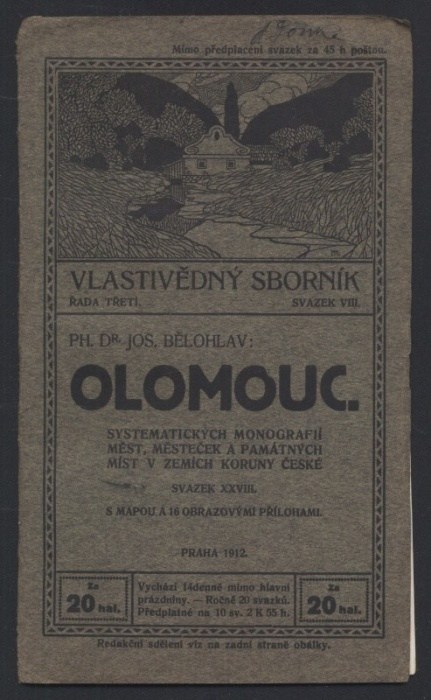 Mimo předplacení svazek za 45 h poštou.
VLASTIVĚDNÝ SBORNÍK
ŘADA TŘETÍ. SVAZEK VIII.
PH. DR. JOS. BĚLOHLAV:
OLOMOUC.
SYSTEMATICKÝCH MONOGRAFIÍ
MĚST, MĚSTEČEK A PAMÁTNÝCH
MÍST V ZEMÍCH KORUNY ČESKÉ
SVAZEK XXVIII.
S MAPOU A 16 OBRAZOVÝMI PŘÍLOHAMI.
PRAHA 1912.
Za
20 hal.
Vychází 14denně mimo hlavní
prázdniny. — Ročně 20 svazků.
Předplatné na 10 sv. 2 K 55 h.
Za
20 hal.
Redakční sdělení viz na zadní straně obálky.